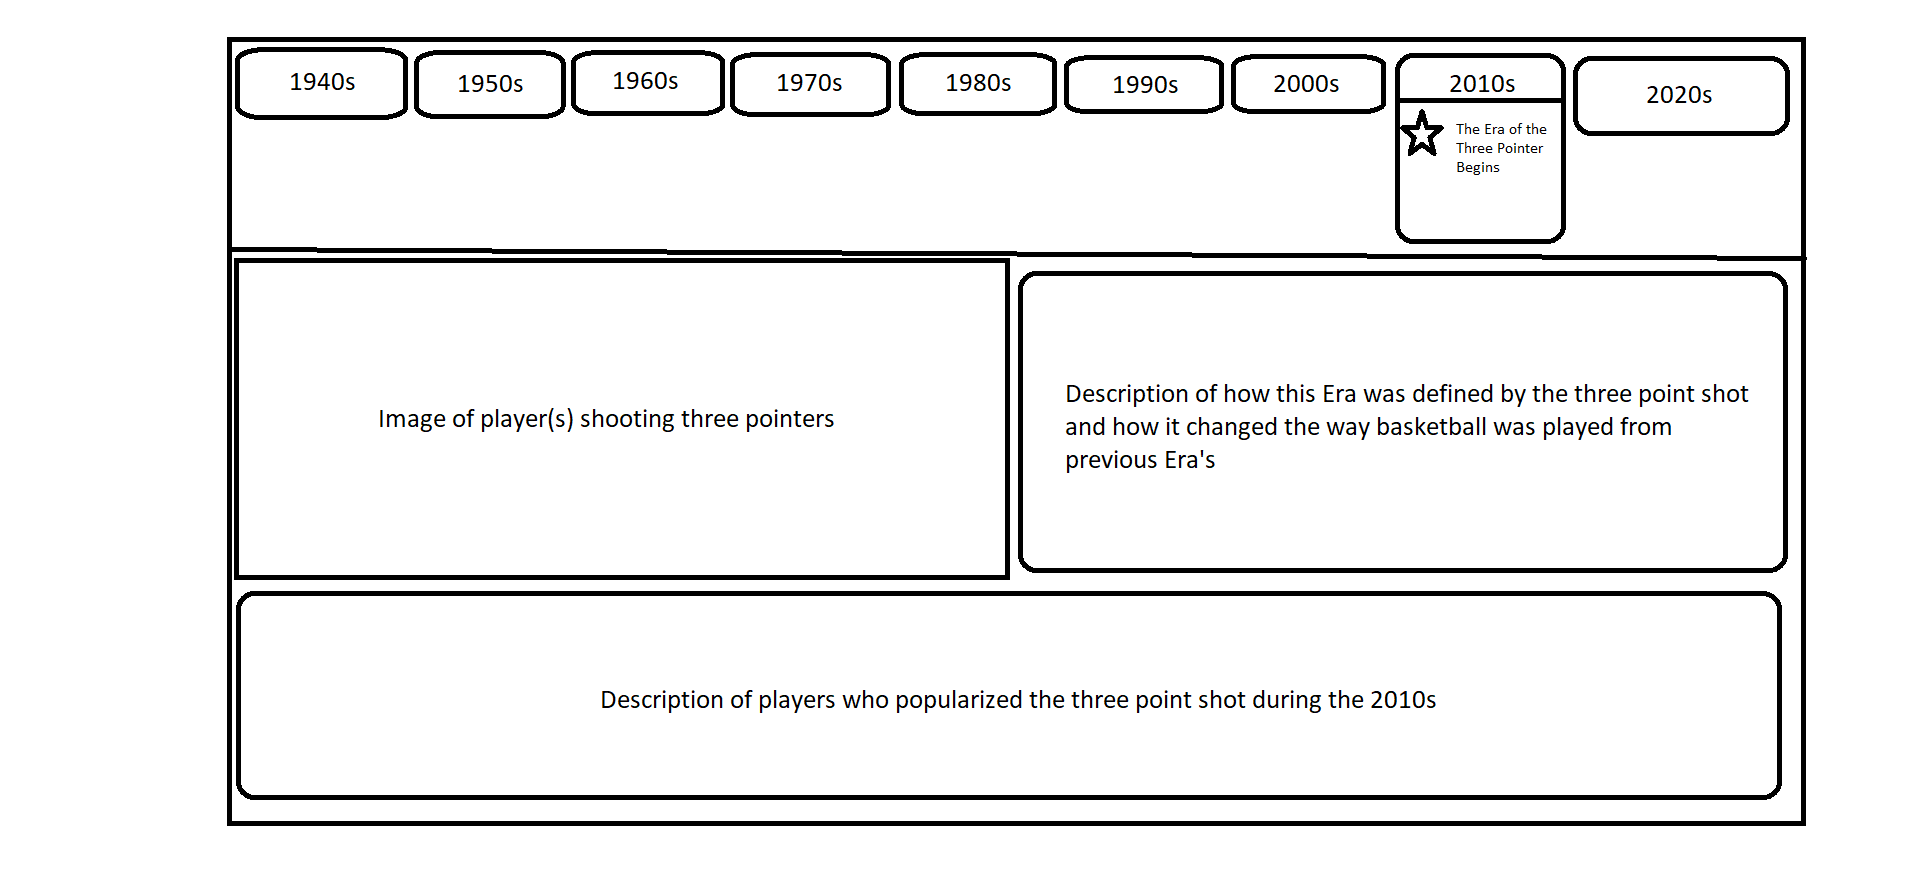 1940s
1950s
1960s
1970s
1980s
1990s
2000s
2010s
2020s
The Era of the
Three Pointer
Begins
Image of player(s) shooting three pointers
Description of how this Era was defined by the three point shot
and how it changed the way basketball was played from
previous Era's
Description of players who popularized the three point shot during the 2010s